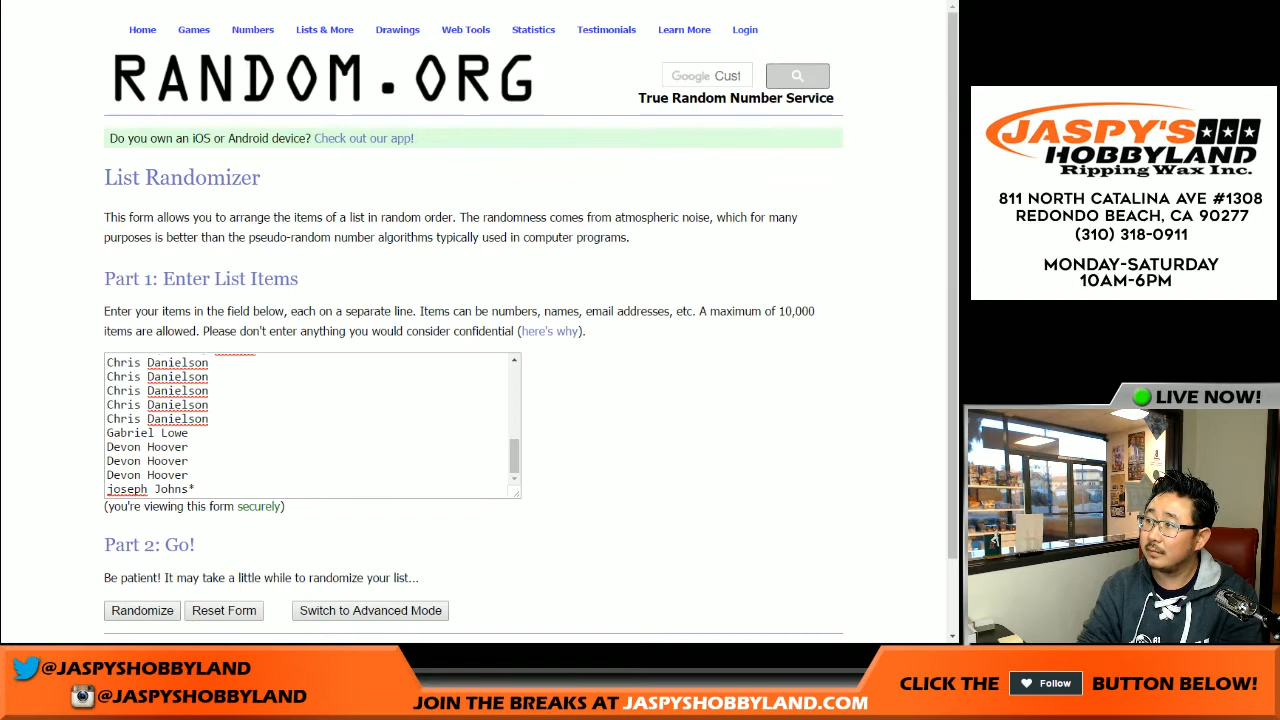 Home Games Numbers Lists & More Drawings Web Tools Statistics Testimonials Learn More Login
RANDOM.ORG
Google Cust
True Random Number Service
Do you own an iOS or Android device? Check out our app!
List Randomizer
This form allows you to arrange the items of a list in random order. The randomness comes from atmospheric noise, which for many
purposes is better than the pseudo-random number algorithms typically used in computer programs.
Part 1: Enter List Items
Enter your items in the field below, each on a separate line. Items can be numbers, names, email addresses, etc. A maximum of 10,000
items are allowed. Please don't enter anything you would consider confidential (here's why).
Chris Danielson
Chris Danielson
Chris Danielson
Chris Danielson
Chris Danielson
Gabriel Lowe
Devon Hoover
Devon Hoover
Devon Hoover
joseph Johns*
(you're viewing this form securely)
Part 2: Go!
Be patient! It may take a little while to randomize your list...
Randomize Reset Form Switch to Advanced Mode
JASPY'S
HOBBYLAND
Ripping Wax Inc.
811 NORTH CATALINA AVE #1308
REDONDO BEACH, CA 90277
(310) 318-0911
MONDAY-SATURDAY
10AM-6PM
LIVE NOW!
@JASPYSHOBBYLAND
@JASPYSHOBBYLAND
JOIN THE BREAKS AT JASPYSHOBBYLAND.COM
CLICK THE Follow BUTTON BELOW!